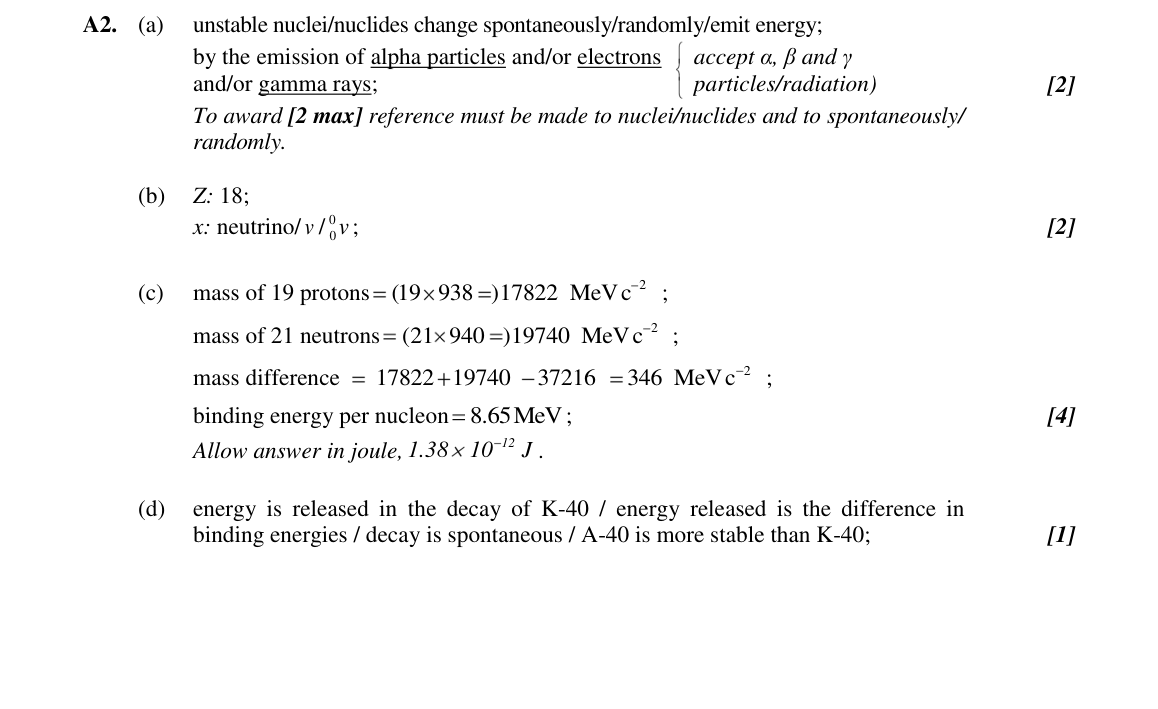 A2. (a) unstable nuclei/nuclides change spontaneously/randomly/emit energy;
by the emission of alpha particles and/or electrons { accept α, β and γ
and/or gamma rays; particles/radiation) [2]
To award [2 max] reference must be made to nuclei/nuclides and to spontaneously/
randomly.
(b) Z: 18;
x: neutrino/ν/⁰₀ν; [2]
(c) mass of 19 protons = (19×938 =)17822 MeV c⁻² ;
mass of 21 neutrons = (21×940 =)19740 MeV c⁻² ;
mass difference = 17822+19740 −37216 = 346 MeV c⁻² ;
binding energy per nucleon = 8.65 MeV ; [4]
Allow answer in joule, 1.38× 10⁻¹² J .
(d) energy is released in the decay of K-40 / energy released is the difference in
binding energies / decay is spontaneous / A-40 is more stable than K-40; [1]